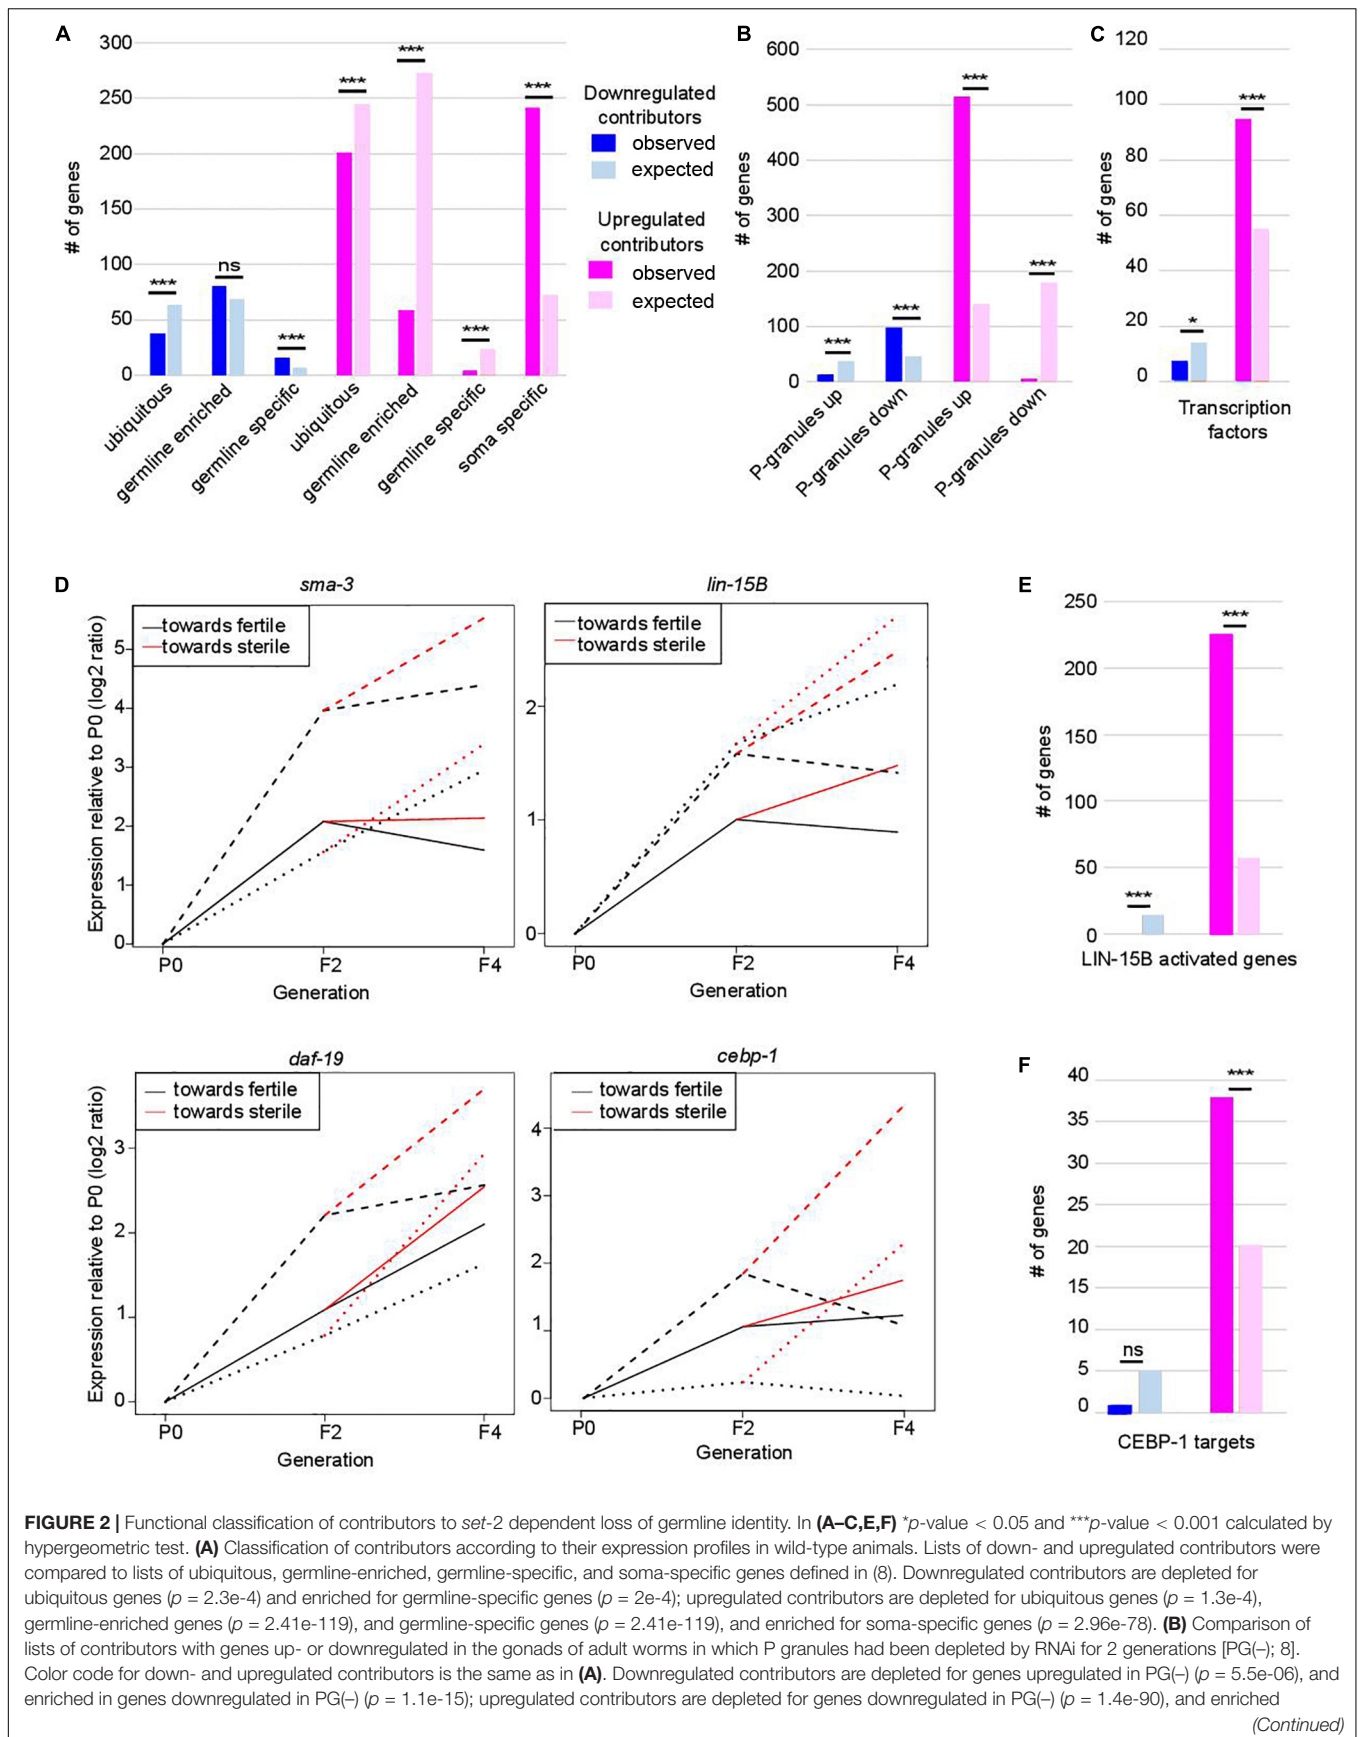 A
300
250
200
150
100
50
0
# of genes
***
ns
***
***
***
***
***
ubiquitous
germline enriched
germline specific
ubiquitous
germline enriched
germline specific
soma specific
Downregulated
contributors
observed
expected
Upregulated
contributors
observed
expected
B
600
500
400
300
200
100
0
# of genes
***
***
***
***
P-granules up
P-granules down
P-granules up
P-granules down
C
120
100
80
60
40
20
0
# of genes
*
***
Transcription
factors
D
sma-3
towards fertile
towards sterile
Expression relative to P0 (log2 ratio)
5
4
3
2
1
0
P0 F2 F4
Generation
lin-15B
towards fertile
towards sterile
2
1
0
P0 F2 F4
Generation
E
250
200
150
100
50
0
# of genes
***
***
LIN-15B activated genes
daf-19
towards fertile
towards sterile
Expression relative to P0 (log2 ratio)
3
2
1
0
P0 F2 F4
Generation
cebp-1
towards fertile
towards sterile
4
3
2
1
0
P0 F2 F4
Generation
F
40
35
30
25
20
15
10
5
0
# of genes
ns
***
CEBP-1 targets
FIGURE 2 | Functional classification of contributors to set-2 dependent loss of germline identity. In (A–C,E,F) *p-value < 0.05 and ***p-value < 0.001 calculated by
hypergeometric test. (A) Classification of contributors according to their expression profiles in wild-type animals. Lists of down- and upregulated contributors were
compared to lists of ubiquitous, germline-enriched, germline-specific, and soma-specific genes defined in (8). Downregulated contributors are depleted for
ubiquitous genes (p = 2.3e-4) and enriched for germline-specific genes (p = 2e-4); upregulated contributors are depleted for ubiquitous genes (p = 1.3e-4),
germline-enriched genes (p = 2.41e-119), and germline-specific genes (p = 2.41e-119), and enriched for soma-specific genes (p = 2.96e-78). (B) Comparison of
lists of contributors with genes up- or downregulated in the gonads of adult worms in which P granules had been depleted by RNAi for 2 generations [PG(–); 8].
Color code for down- and upregulated contributors is the same as in (A). Downregulated contributors are depleted for genes upregulated in PG(–) (p = 5.5e-06), and
enriched in genes downregulated in PG(–) (p = 1.1e-15); upregulated contributors are depleted for genes downregulated in PG(–) (p = 1.4e-90), and enriched
(Continued)